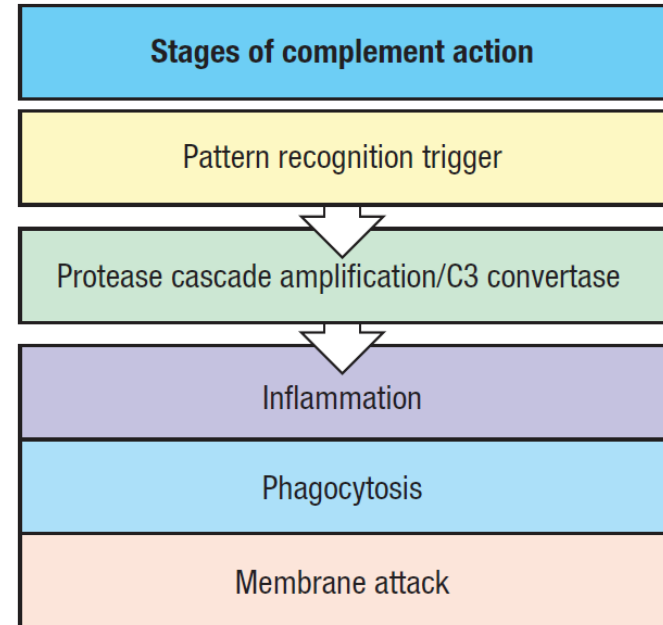 Stages of complement action
Pattern recognition trigger
Protease cascade amplification/C3 convertase
Inflammation
Phagocytosis
Membrane attack